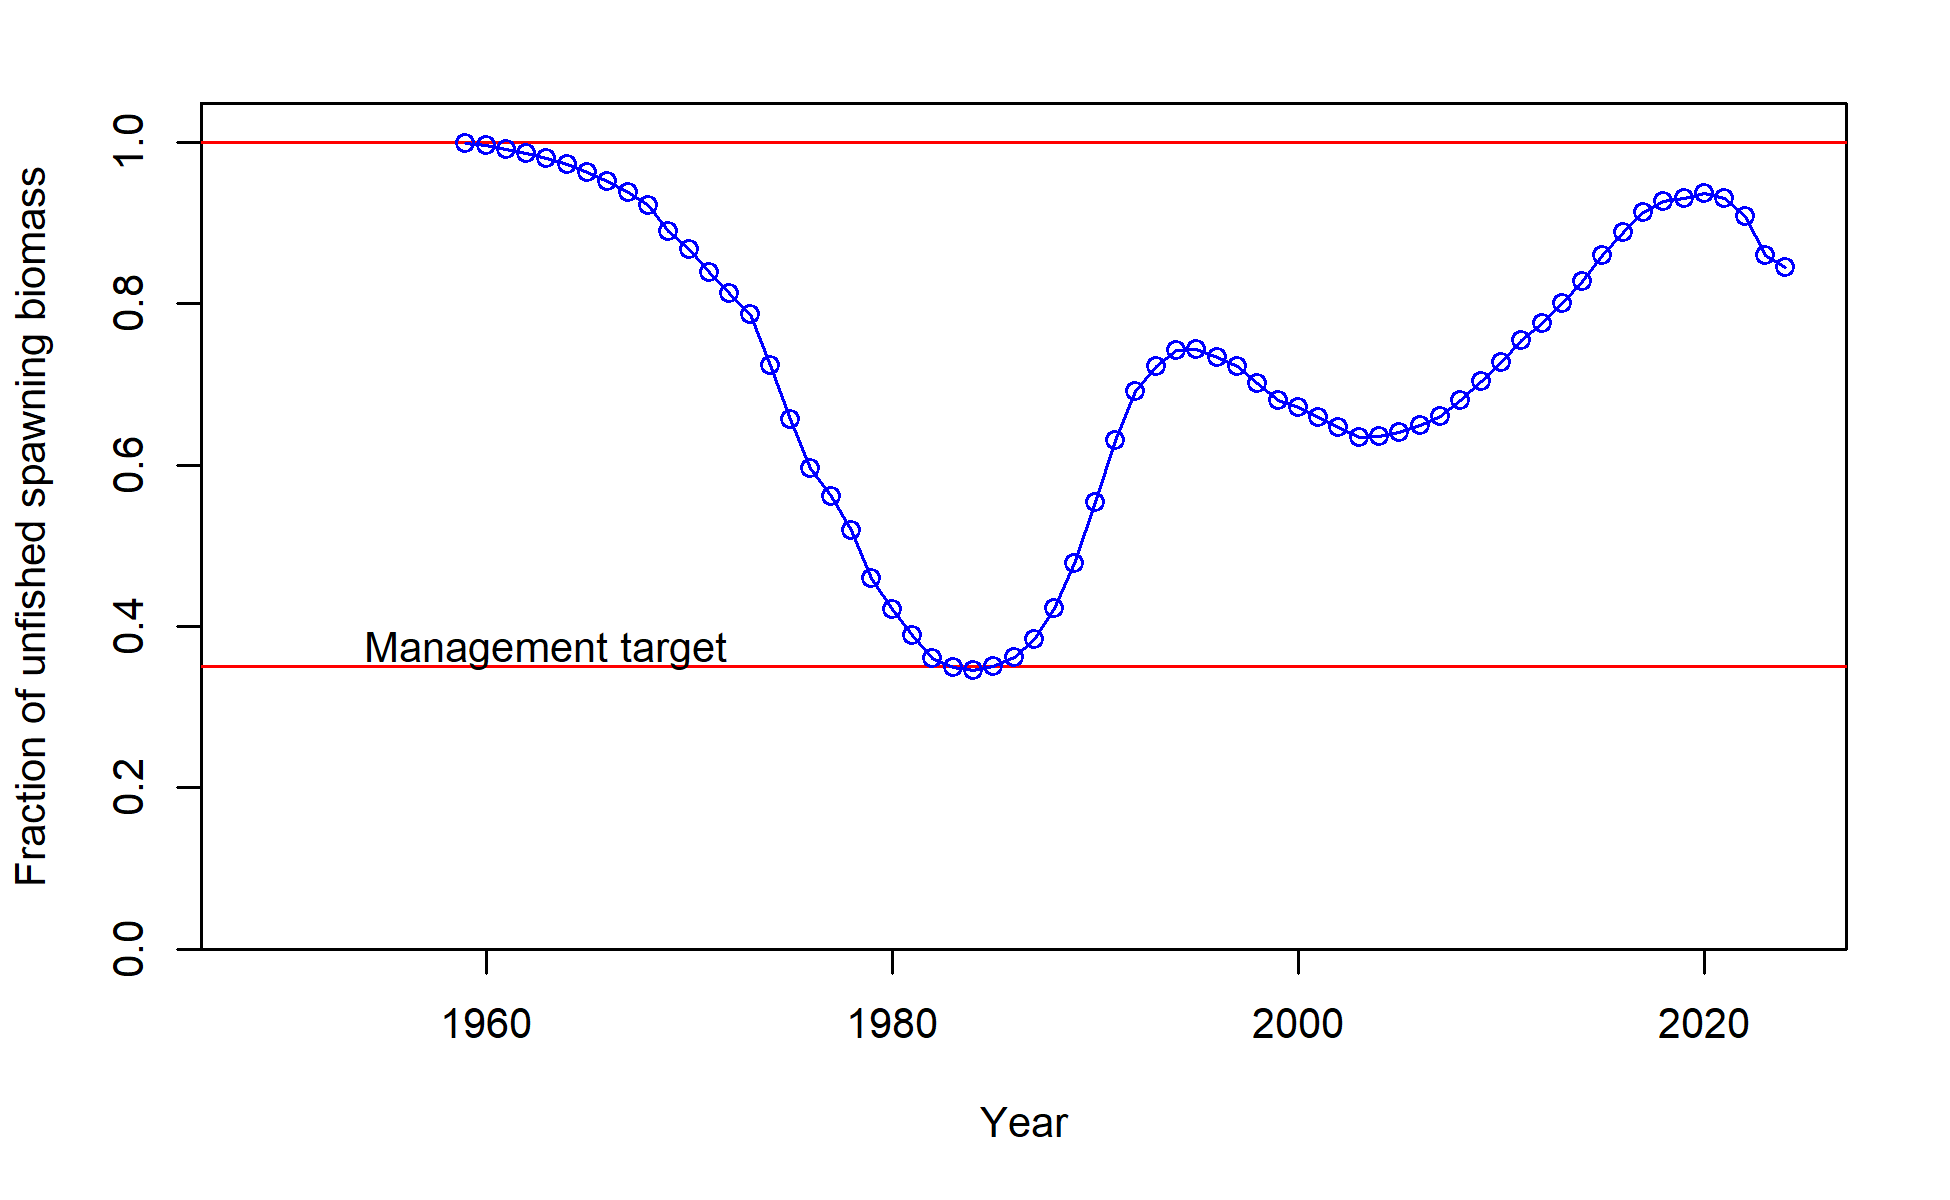 Fraction of unfished spawning biomass
1.0
0.8
0.6
0.4
0.2
0.0
Management target
1960 1980 2000 2020
Year